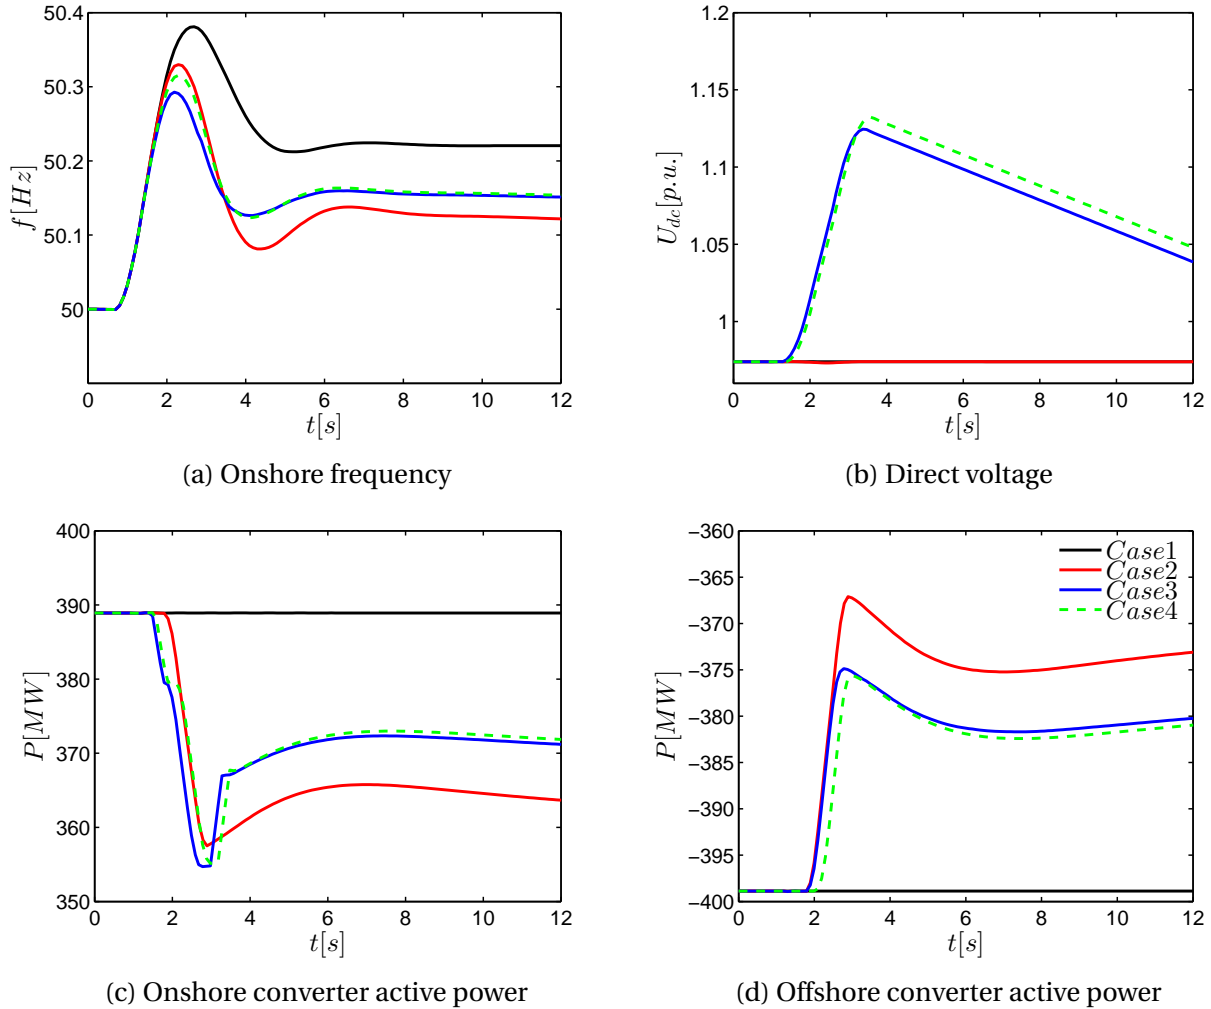 50.4
50.3
50.2
50.1
50
f[Hz]
0 2 4 6 8 10 12
t[s]
(a) Onshore frequency
1.2
1.15
1.1
1.05
1
U_dc[p.u.]
0 2 4 6 8 10 12
t[s]
(b) Direct voltage
400
390
380
370
360
350
P[MW]
0 2 4 6 8 10 12
t[s]
(c) Onshore converter active power
−360
−365
−370
−375
−380
−385
−390
−395
−400
P[MW]
Case1
Case2
Case3
Case4
0 2 4 6 8 10 12
t[s]
(d) Offshore converter active power